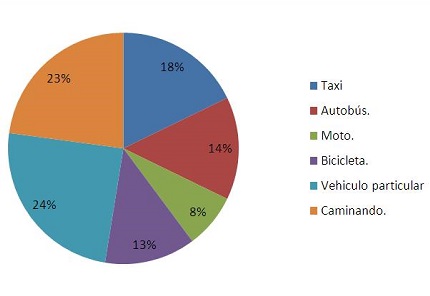 18%
14%
8%
13%
24%
23%
Taxi
Autobús.
Moto.
Bicicleta.
Vehiculo particular
Caminando.